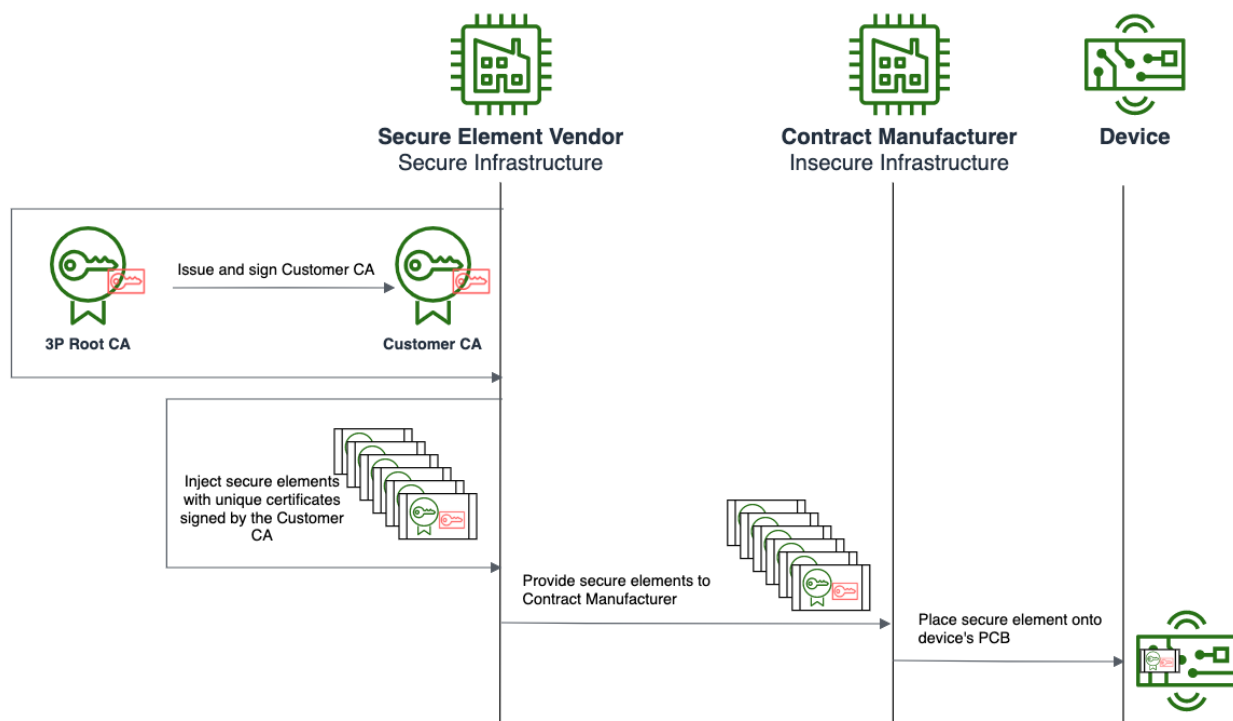 Secure Element Vendor
Secure Infrastructure
Contract Manufacturer
Insecure Infrastructure
Device
Issue and sign Customer CA
3P Root CA
Customer CA
Inject secure elements
with unique certificates
signed by the Customer
CA
Provide secure elements to
Contract Manufacturer
Place secure element onto
device's PCB